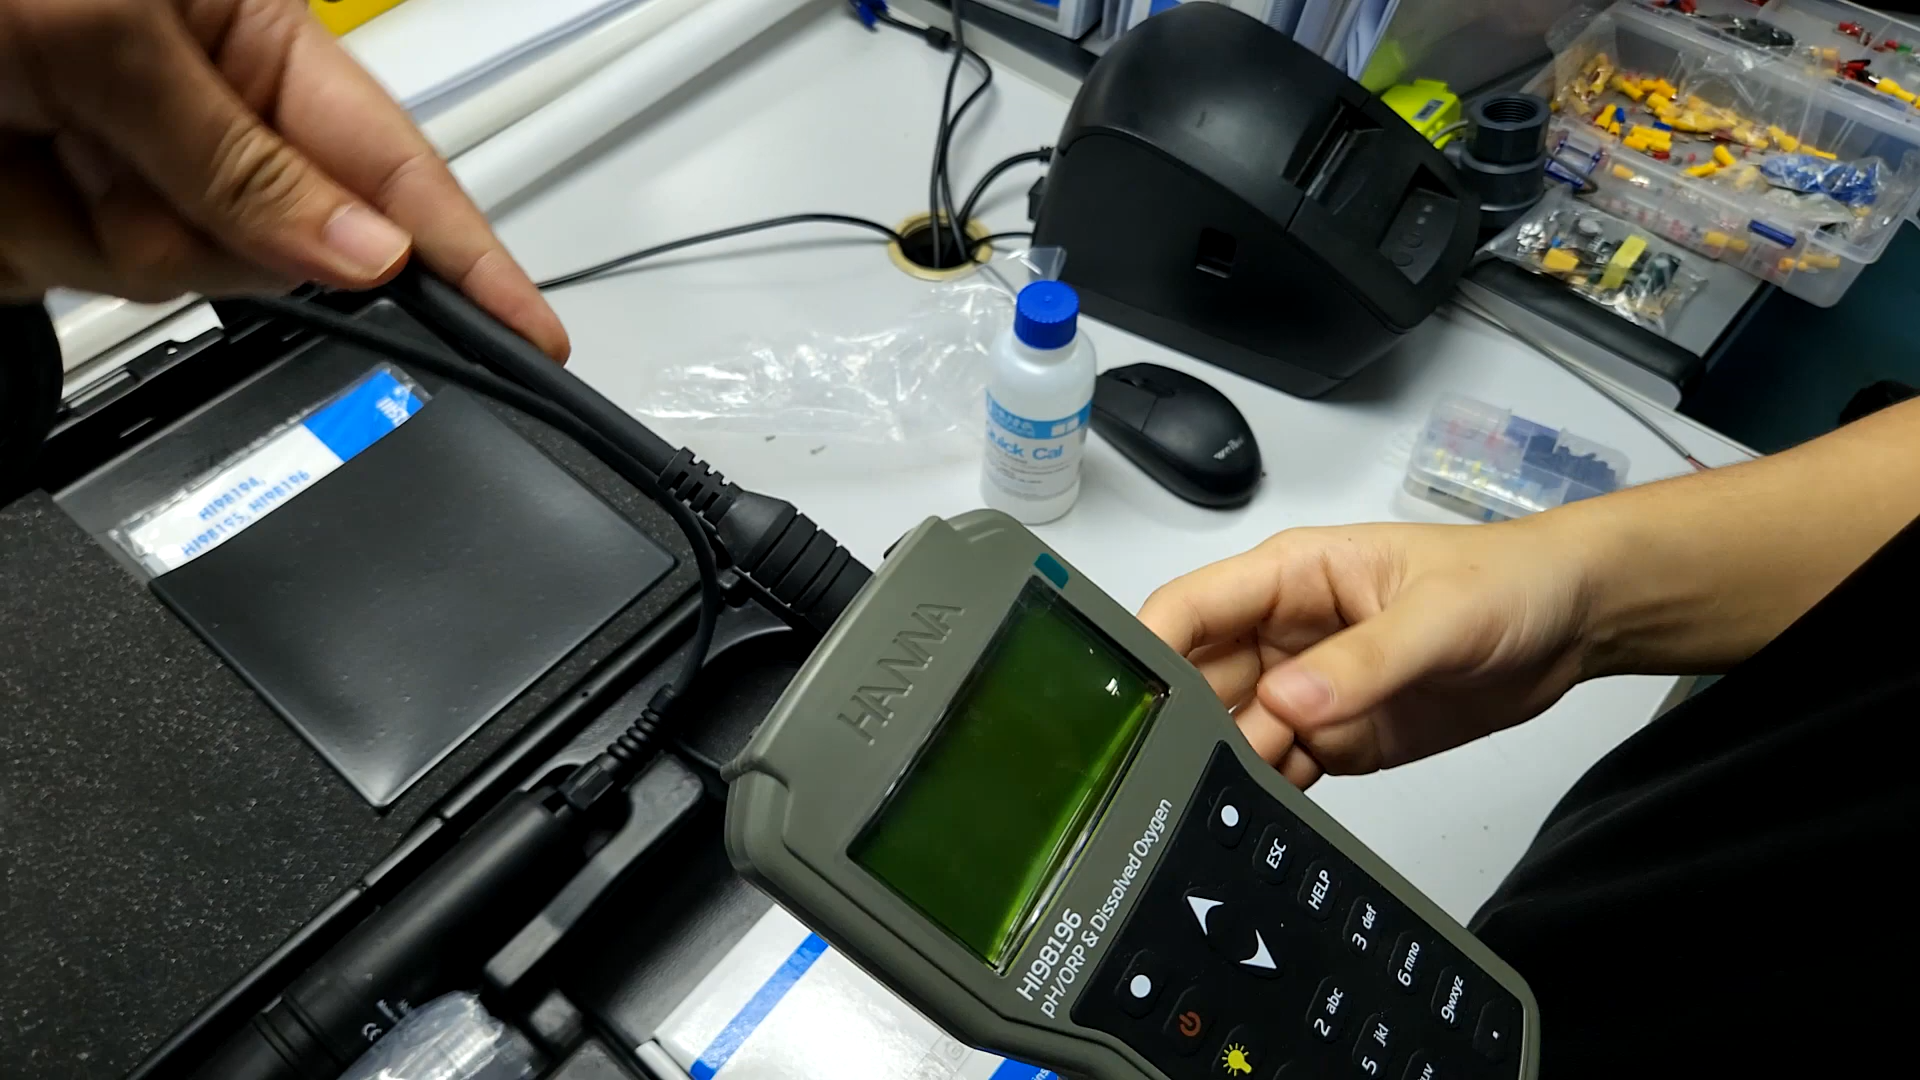 HI98194,
HI98195, HI98196
Quick Cal
HANNA
HI98196
pH/ORP & Dissolved Oxygen
ESC
HELP
3 def
6 mno
9wxyz
2 abc
5 jkl
.